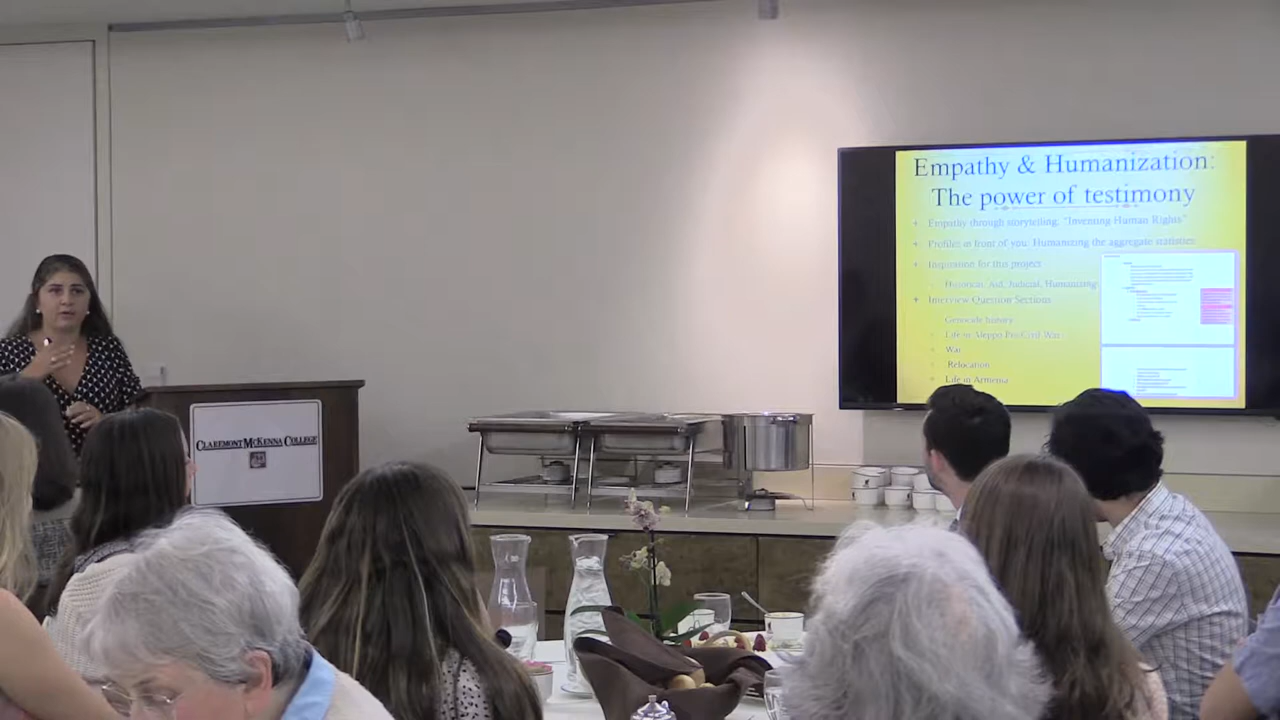 CLAREMONT MCKENNA COLLEGE
Empathy & Humanization:
The power of testimony
Empathy through storytelling, "Inventing Human Rights"
Profiles in front of you: Humanizing the aggregate statistics
Inspiration for this project
Historical, Aid, Judicial, Humanizing
Interview Question Sections
Genocide history
Life in Aleppo Pre-Civil War
War
Relocation
Life in Armenia